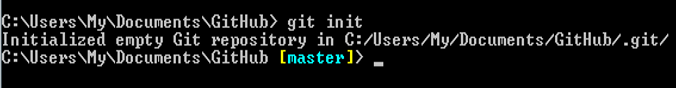 C:\Users\My\Documents\GitHub> git init
Initialized empty Git repository in C:/Users/My/Documents/GitHub/.git/
C:\Users\My\Documents\GitHub [master]> _